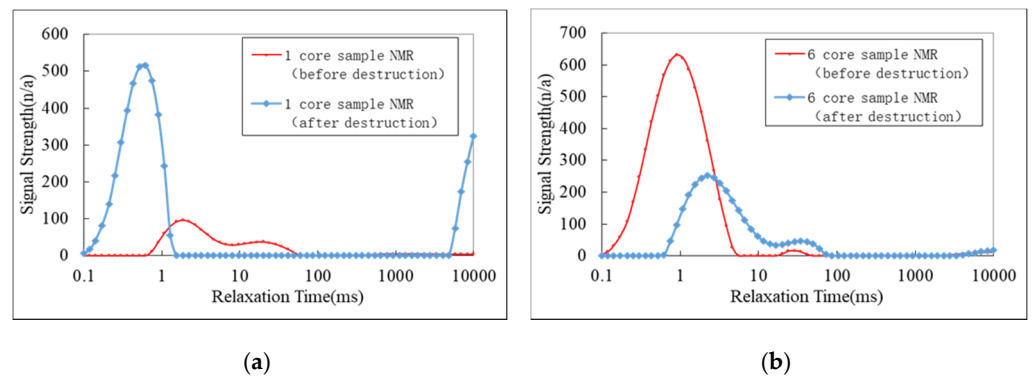 600
500
400
300
200
100
0
Signal Strength(n/a)
1 core sample NMR
(before destruction)
1 core sample NMR
(after destruction)
0.1 1 10 100 1000 10000
Relaxation Time(ms)
(a)
700
600
500
400
300
200
100
0
Signal Strength(n/a)
6 core sample NMR
(before destruction)
6 core sample NMR
(after destruction)
0.1 1 10 100 1000 10000
Relaxation Time(ms)
(b)